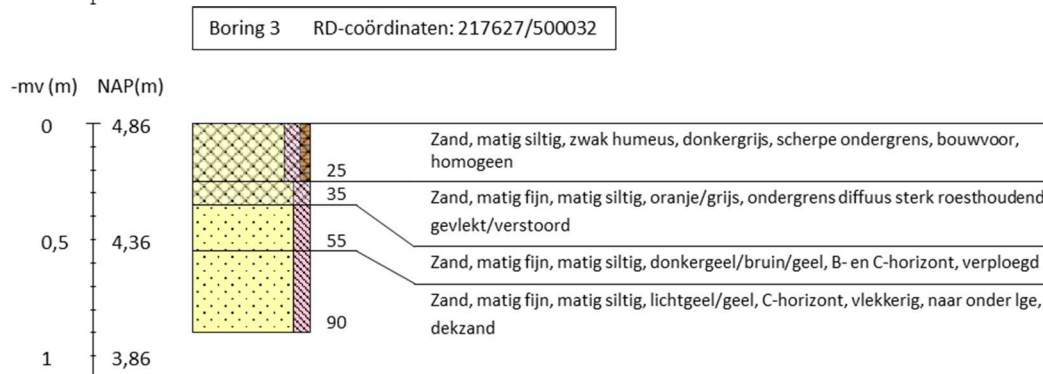 Boring 3 RD-coördinaten: 217627/500032
-mv (m) NAP(m)
0 4,86
Zand, matig siltig, zwak humeus, donkergrijs, scherpe ondergrens, bouwvoor,
homogeen
25
35
Zand, matig fijn, matig siltig, oranje/grijs, ondergrens diffuus sterk roesthoudend
gevlekt/verstoord
0,5 4,36
55
Zand, matig fijn, matig siltig, donkergeel/bruin/geel, B- en C-horizont, verploegd
Zand, matig fijn, matig siltig, lichtgeel/geel, C-horizont, vlekkerig, naar onder lge,
dekzand
90
1 3,86